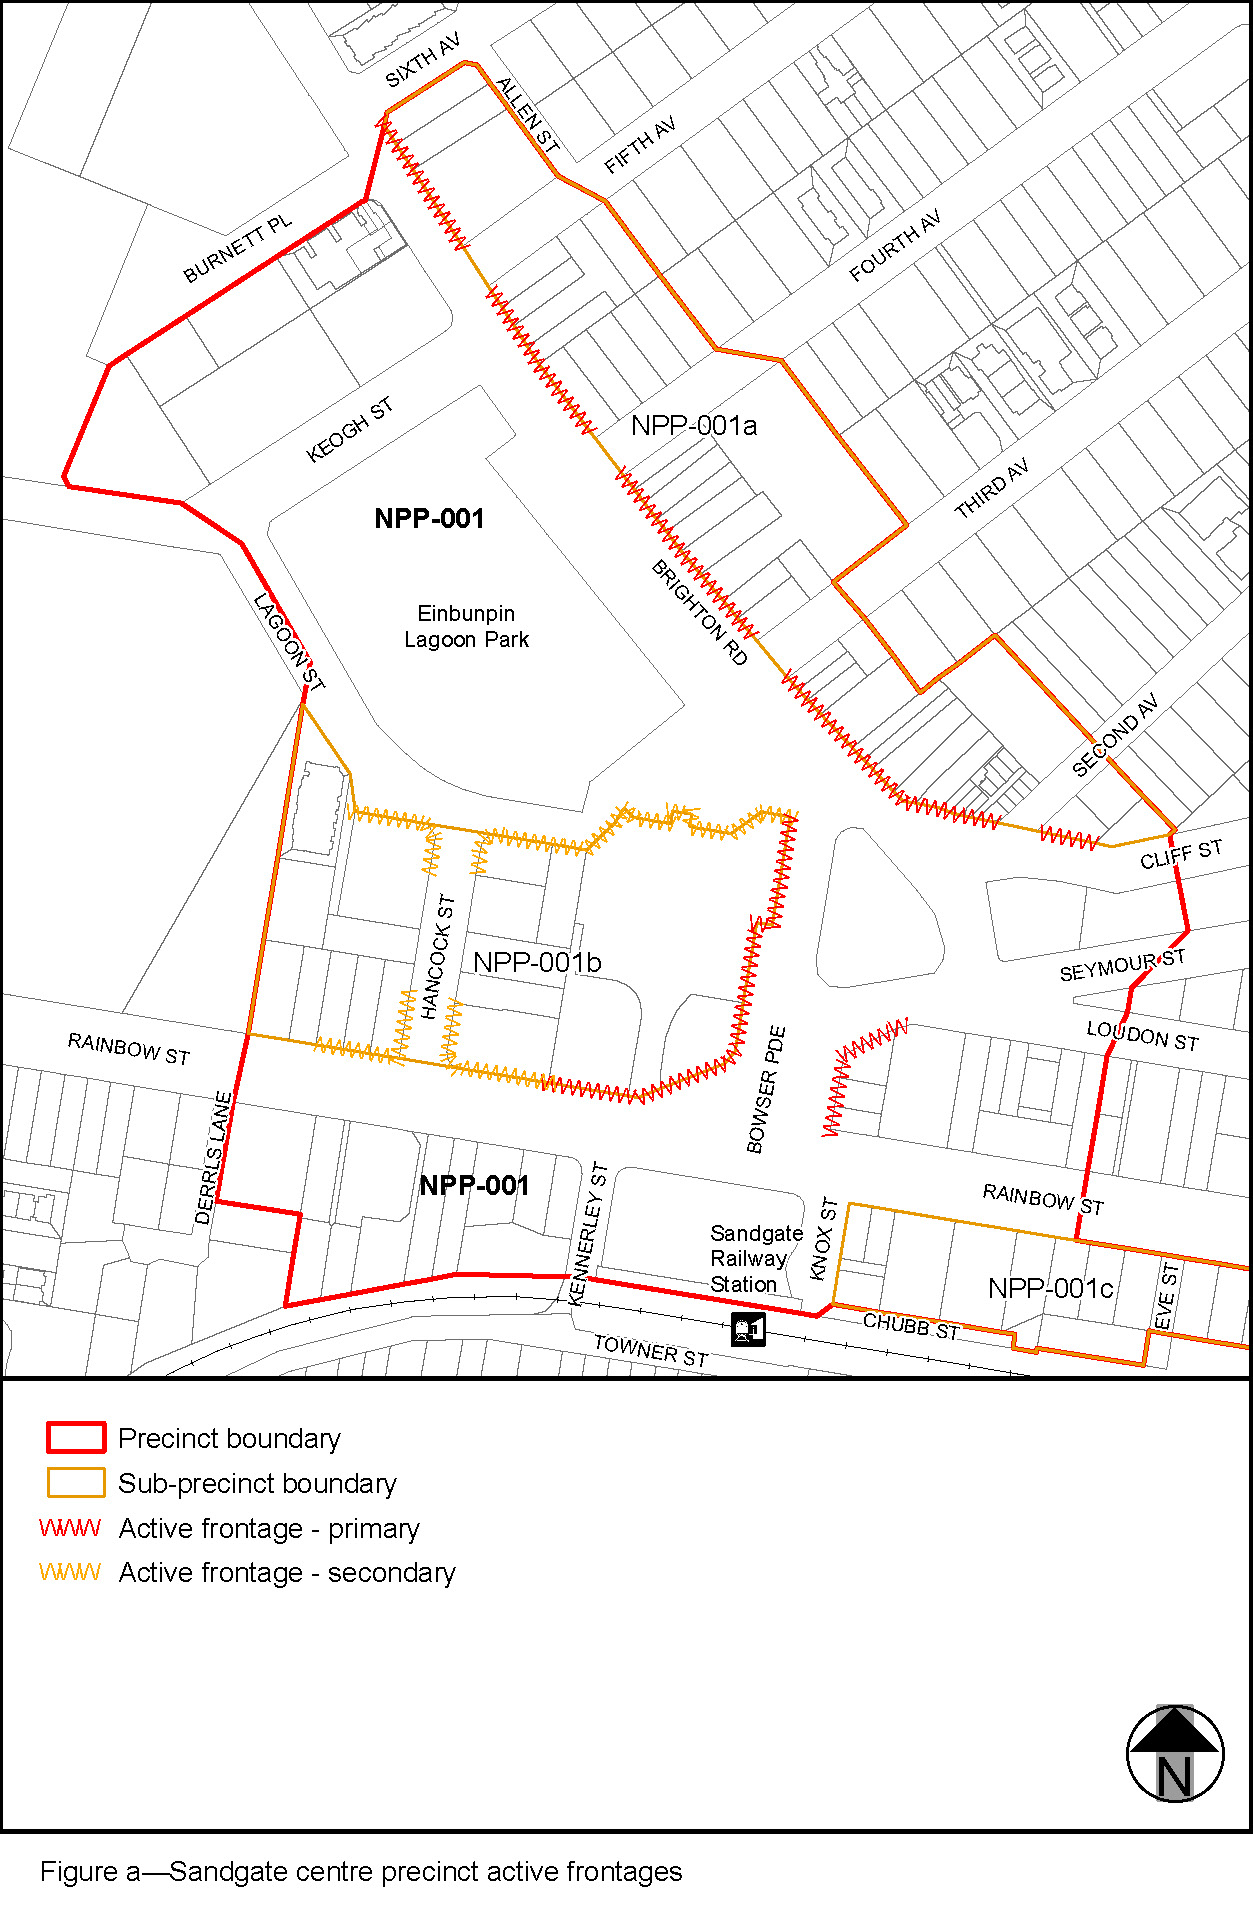 SIXTH AV
ALLEN ST
FIFTH AV
BURNETT PL
FOURTH AV
KEOGH ST
NPP-001a
THIRD AV
NPP-001
Einbunpin
Lagoon Park
BRIGHTON RD
LAGOON ST
SECOND AV
CLIFF ST
HANCOCK ST
NPP-001b
SEYMOUR ST
RAINBOW ST
LOUDON ST
BOWSER PDE
DERRLS LANE
NPP-001
KENNERLEY ST
RAINBOW ST
Sandgate
Railway
Station
KNOX ST
NPP-001c
EVE ST
CHUBB ST
TOWNER ST
Precinct boundary
Sub-precinct boundary
Active frontage - primary
Active frontage - secondary
N
Figure a—Sandgate centre precinct active frontages